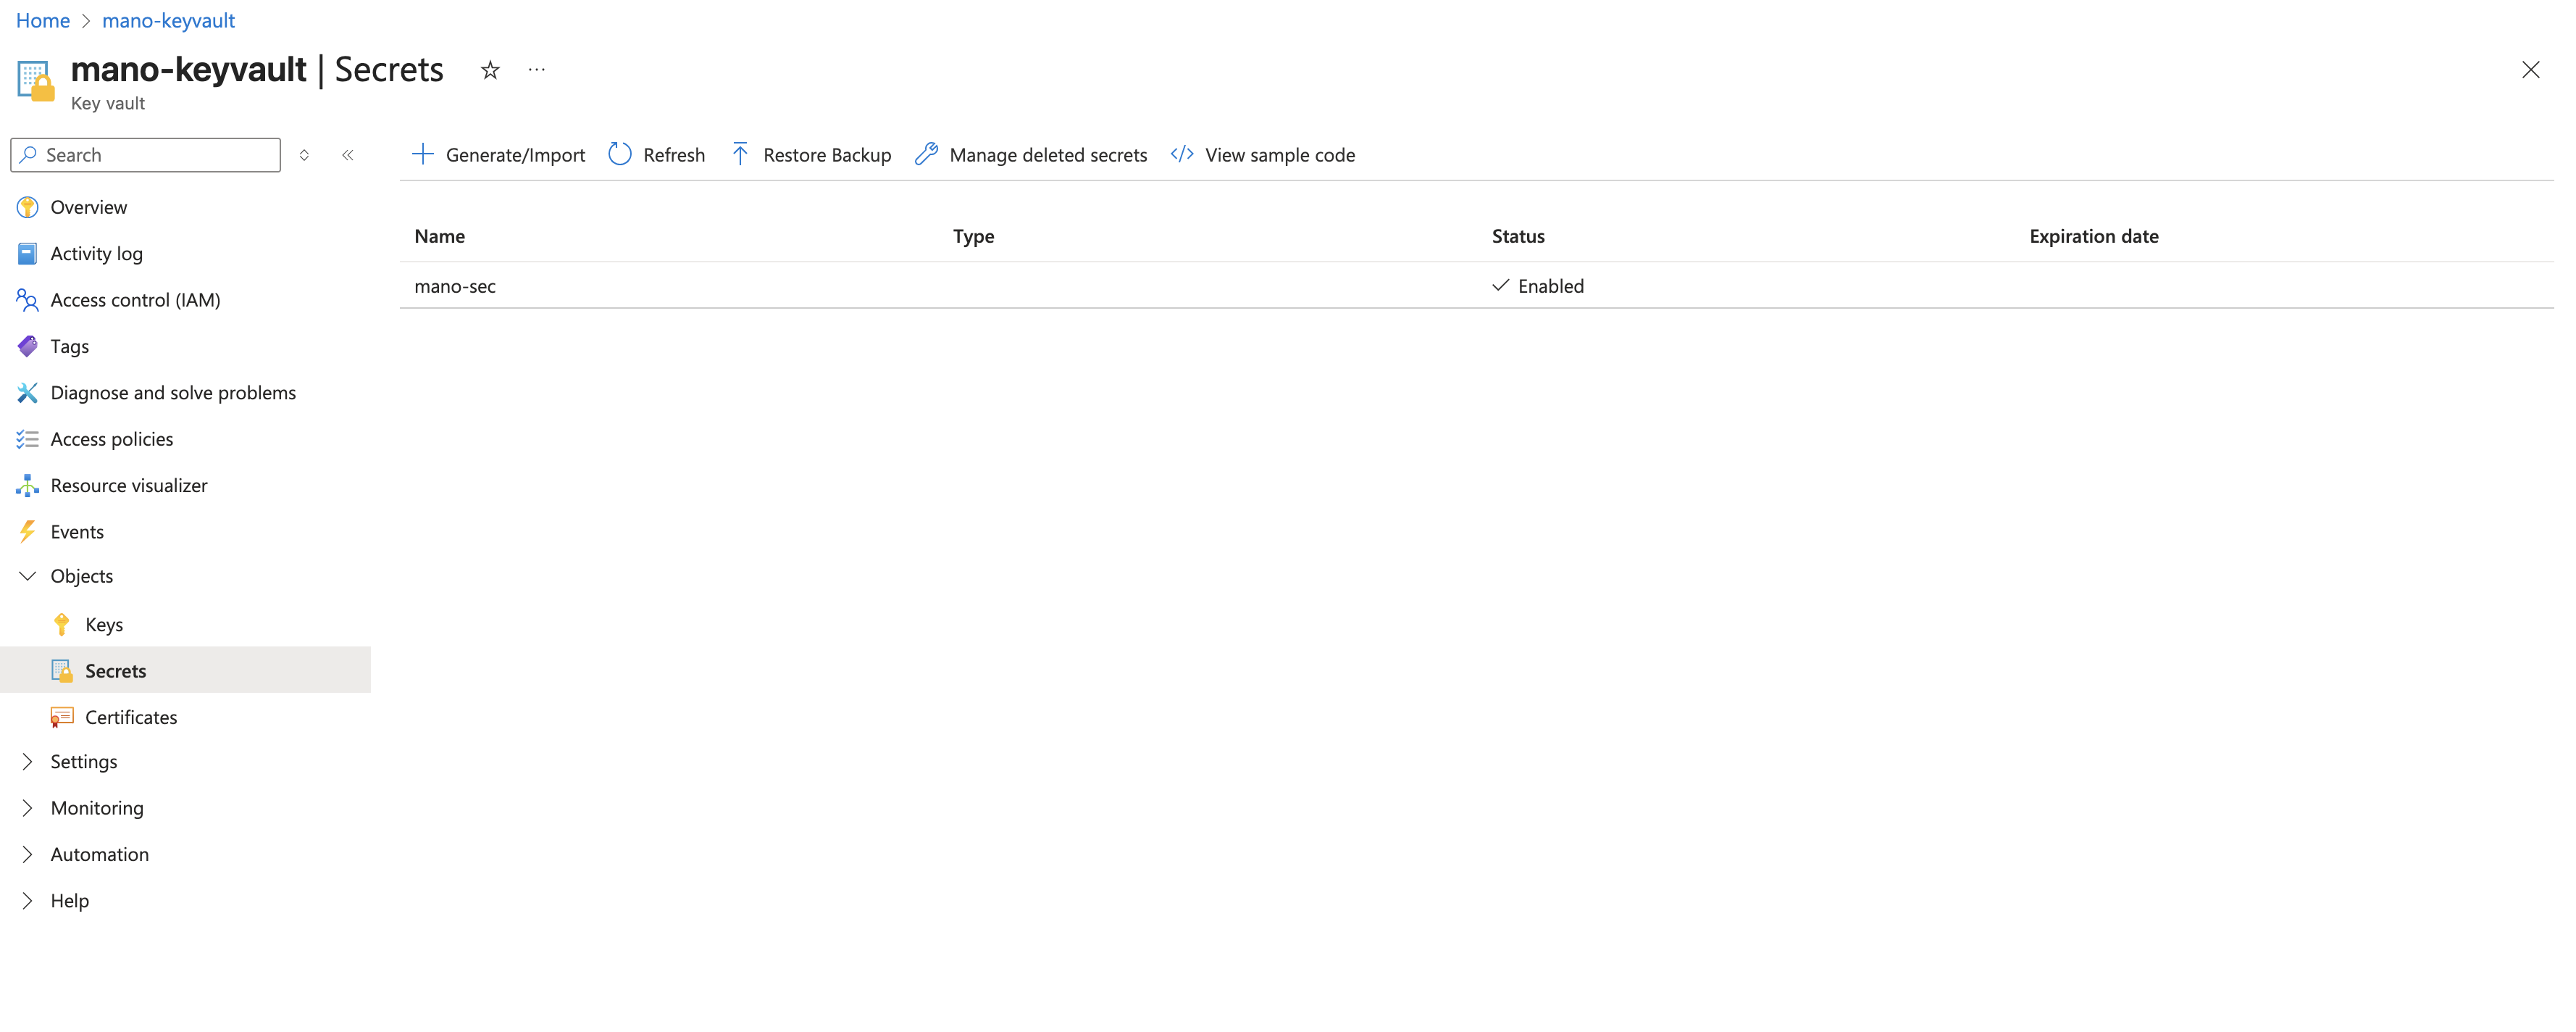 Home > mano-keyvault
mano-keyvault | Secrets
Key vault
Search
Generate/Import Refresh Restore Backup Manage deleted secrets View sample code
Overview
Activity log
Access control (IAM)
Tags
Diagnose and solve problems
Access policies
Resource visualizer
Events
Objects
Keys
Secrets
Certificates
Settings
Monitoring
Automation
Help
Name Type Status Expiration date
mano-sec Enabled